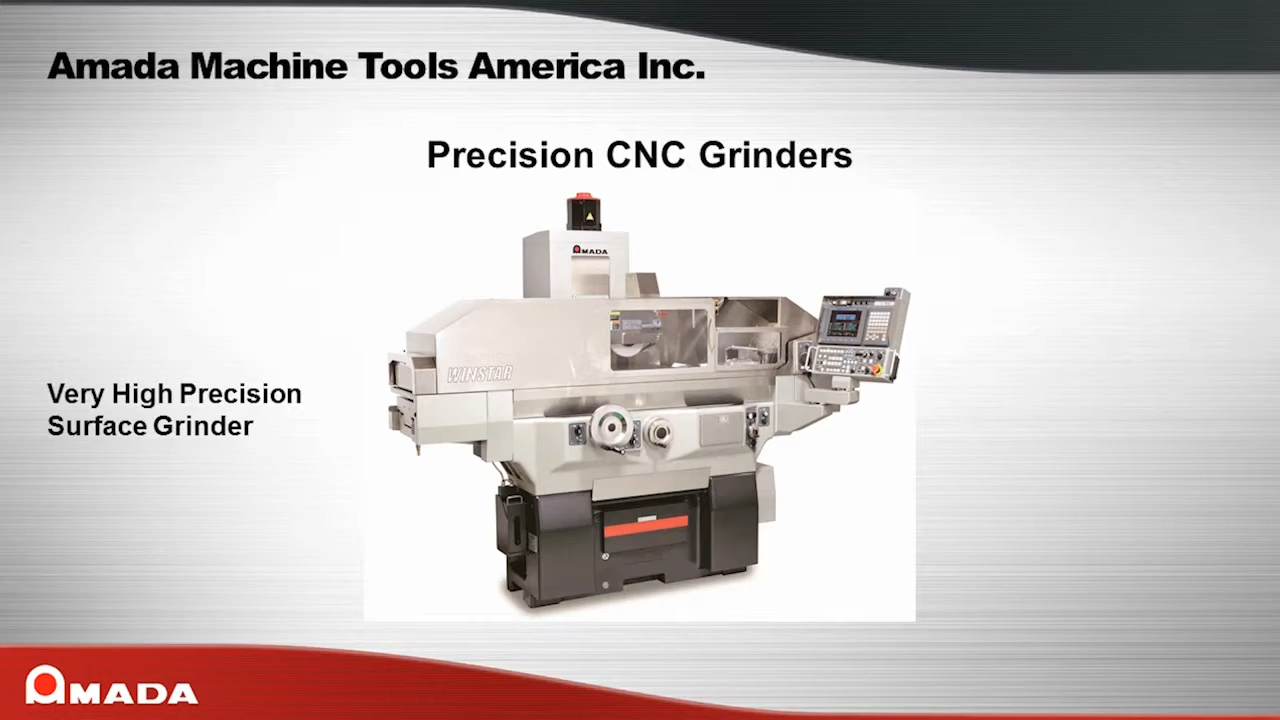 Amada Machine Tools America Inc.
Precision CNC Grinders
AMADA
WINSTAR
Very High Precision
Surface Grinder
AMADA